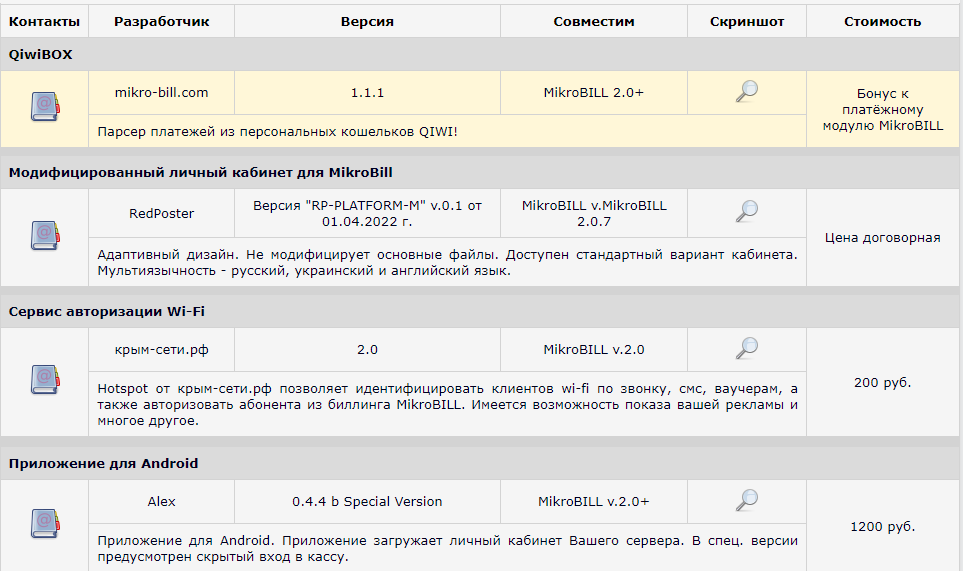 Контакты Разработчик Версия Совместим Скриншот Стоимость
QiwiBOX
mikro-bill.com 1.1.1 MikroBILL 2.0+
Бонус к
платёжному
модулю MikroBILL
Парсер платежей из персональных кошельков QIWI!
Модифицированный личный кабинет для MikroBill
RedPoster
Версия "RP-PLATFORM-M" v.0.1 от
01.04.2022 г.
MikroBILL v.MikroBILL
2.0.7
Цена договорная
Адаптивный дизайн. Не модифицирует основные файлы. Доступен стандартный вариант кабинета.
Мультиязычность - русский, украинский и английский язык.
Сервис авторизации Wi-Fi
крым-сети.рф 2.0 MikroBILL v.2.0
200 руб.
Hotspot от крым-сети.рф позволяет идентифицировать клиентов wi-fi по звонку, смс, ваучерам, а
также авторизовать абонента из биллинга MikroBILL. Имеется возможность показа вашей рекламы и
многое другое.
Приложение для Android
Alex 0.4.4 b Special Version MikroBILL v.2.0+
1200 руб.
Приложение для Android. Приложение загружает личный кабинет Вашего сервера. В спец. версии
предусмотрен скрытый вход в кассу.